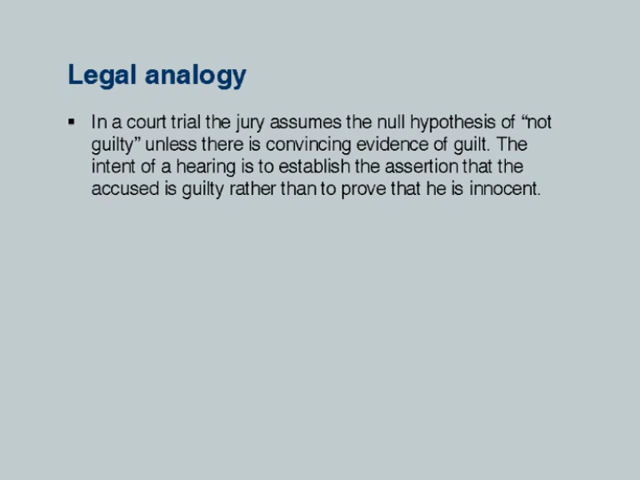 Legal analogy
▪ In a court trial the jury assumes the null hypothesis of “not
guilty” unless there is convincing evidence of guilt. The
intent of a hearing is to establish the assertion that the
accused is guilty rather than to prove that he is innocent.